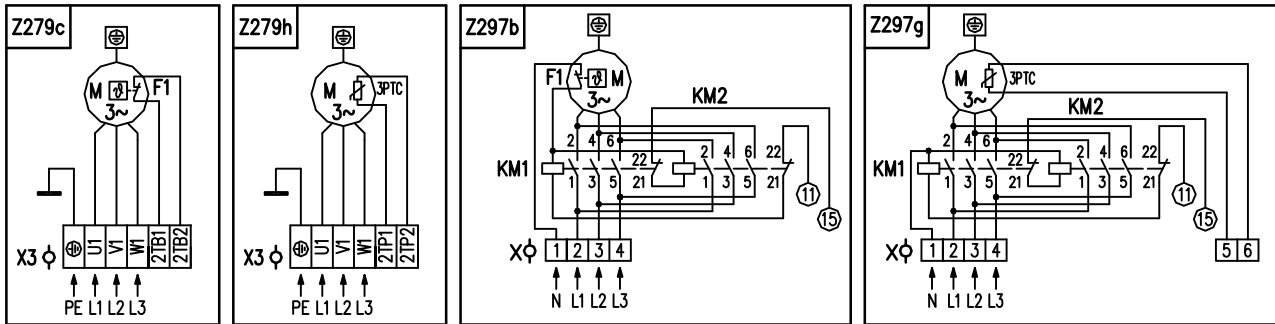 Z279c
M ϑ F1
3~
X3 U1 V1 W1 2TB1 2TB2
PE L1 L2 L3
Z279h
M 3PTC
3~
X3 U1 V1 W1 2TP1 2TP2
PE L1 L2 L3
Z297b
F1 ϑ M
3~
KM2
2 4 6 22 2 4 6 22
KM1
1 3 5 21 1 3 5 21
11
15
X 1 2 3 4
N L1 L2 L3
Z297g
M 3PTC
3~
KM2
2 4 6 22 2 4 6 22
KM1
1 3 5 21 1 3 5 21
11
15
X 1 2 3 4 5 6
N L1 L2 L3